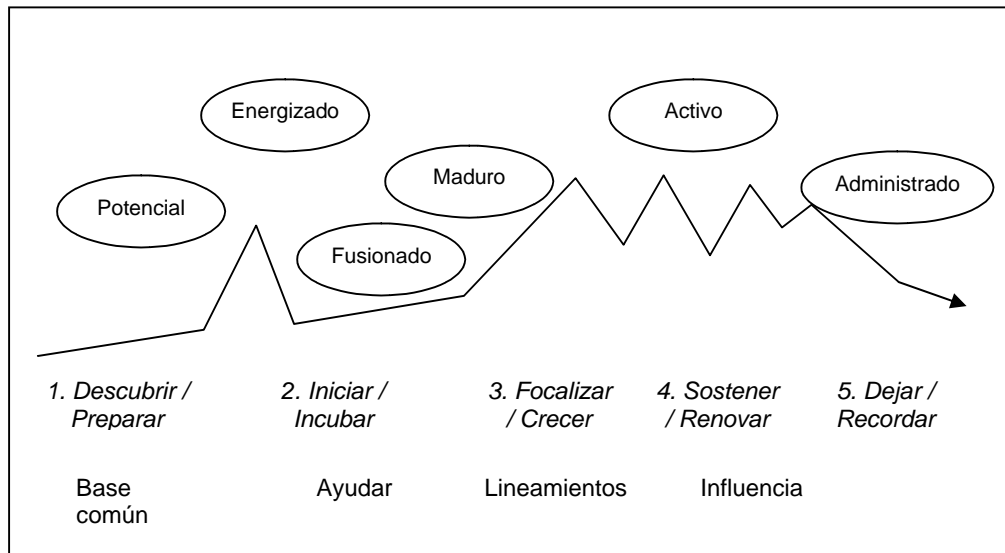 Energizado
Activo
Maduro
Administrado
Potencial
Fusionado
1. Descubrir /
Preparar
2. Iniciar /
Incubar
3. Focalizar
/ Crecer
4. Sostener
/ Renovar
5. Dejar /
Recordar
Base
común
Ayudar
Lineamientos
Influencia